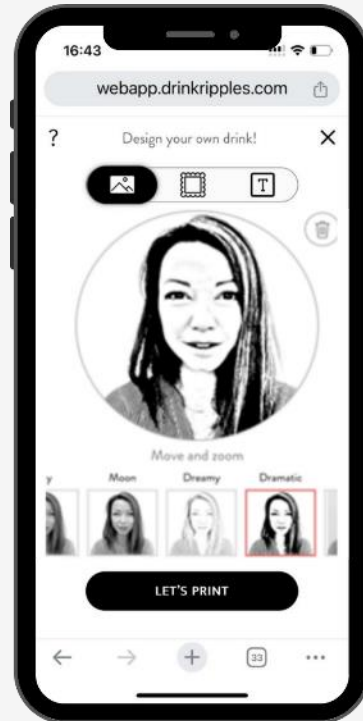 16:43
webapp.drinkripples.com
? Design your own drink! ✕
T
Move and zoom
y Moon Dreamy Dramatic
LET'S PRINT
33